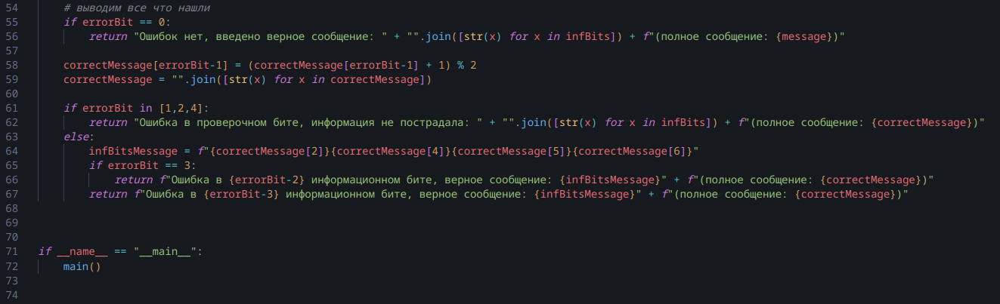 54 # выводим все что нашли
55 if errorBit == 0:
56 return "Ошибок нет, введено верное сообщение: " + "".join([str(x) for x in infBits]) + f"(полное сообщение: {message})"
57
58 correctMessage[errorBit-1] = (correctMessage[errorBit-1] + 1) % 2
59 correctMessage = "".join([str(x) for x in correctMessage])
60
61 if errorBit in [1,2,4]:
62 return "Ошибка в проверочном бите, информация не пострадала: " + "".join([str(x) for x in infBits]) + f"(полное сообщение: {correctMessage})"
63 else:
64 infBitsMessage = f"{correctMessage[2]}{correctMessage[4]}{correctMessage[5]}{correctMessage[6]}"
65 if errorBit == 3:
66 return f"Ошибка в {errorBit-2} информационном бите, верное сообщение: {infBitsMessage}" + f"(полное сообщение: {correctMessage})"
67 return f"Ошибка в {errorBit-3} информационном бите, верное сообщение: {infBitsMessage}" + f"(полное сообщение: {correctMessage})"
68
69
70
71 if __name__ == "__main__":
72 main()
73
74